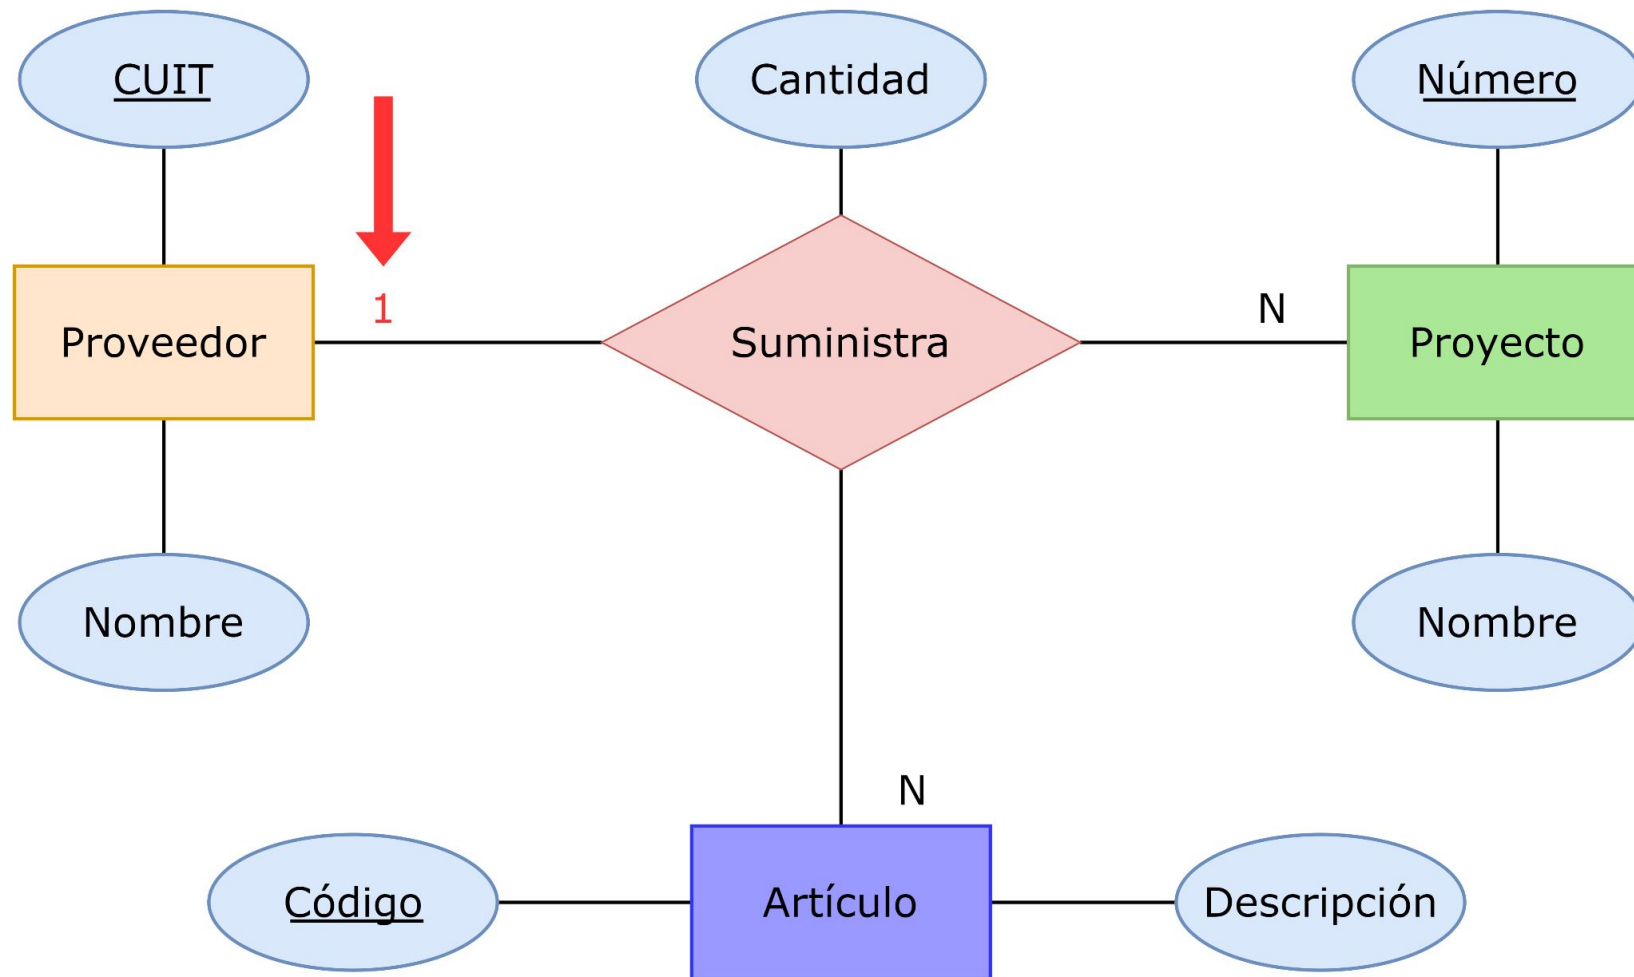 CUIT
Cantidad
Número
1
N
Proveedor
Suministra
Proyecto
Nombre
Nombre
N
Código
Artículo
Descripción